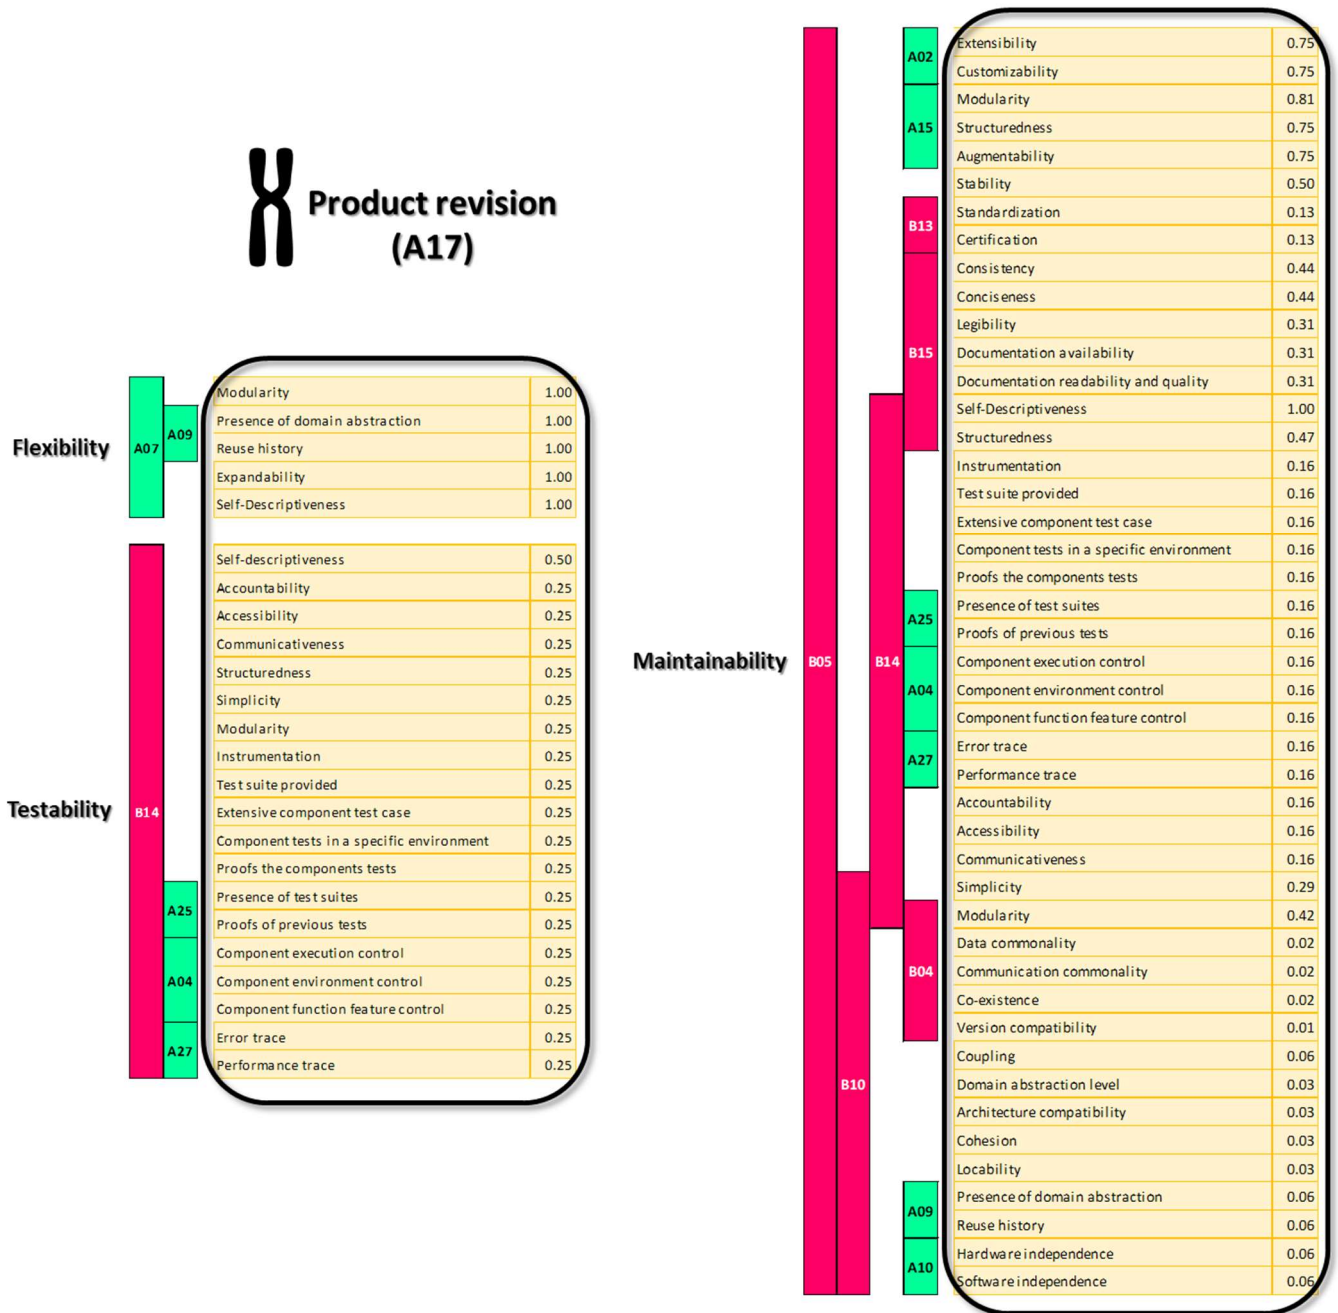 Product revision
(A17)
Flexibility
A07
A09
Modularity 1.00
Presence of domain abstraction 1.00
Reuse history 1.00
Expandability 1.00
Self-Descriptiveness 1.00
Testability
B14
A25
A04
A27
Self-descriptiveness 0.50
Accountability 0.25
Accessibility 0.25
Communicativeness 0.25
Structuredness 0.25
Simplicity 0.25
Modularity 0.25
Instrumentation 0.25
Test suite provided 0.25
Extensive component test case 0.25
Component tests in a specific environment 0.25
Proofs the components tests 0.25
Presence of test suites 0.25
Proofs of previous tests 0.25
Component execution control 0.25
Component environment control 0.25
Component function feature control 0.25
Error trace 0.25
Performance trace 0.25
Maintainability
B05
B10
B14
A02
A15
B13
B15
A25
A04
A27
B04
A09
A10
Extensibility 0.75
Customizability 0.75
Modularity 0.81
Structuredness 0.75
Augmentability 0.75
Stability 0.50
Standardization 0.13
Certification 0.13
Consistency 0.44
Conciseness 0.44
Legibility 0.31
Documentation availability 0.31
Documentation readability and quality 0.31
Self-Descriptiveness 1.00
Structuredness 0.47
Instrumentation 0.16
Test suite provided 0.16
Extensive component test case 0.16
Component tests in a specific environment 0.16
Proofs the components tests 0.16
Presence of test suites 0.16
Proofs of previous tests 0.16
Component execution control 0.16
Component environment control 0.16
Component function feature control 0.16
Error trace 0.16
Performance trace 0.16
Accountability 0.16
Accessibility 0.16
Communicativeness 0.16
Simplicity 0.29
Modularity 0.42
Data commonality 0.02
Communication commonality 0.02
Co-existence 0.02
Version compatibility 0.01
Coupling 0.06
Domain abstraction level 0.03
Architecture compatibility 0.03
Cohesion 0.03
Locability 0.03
Presence of domain abstraction 0.06
Reuse history 0.06
Hardware independence 0.06
Software independence 0.06